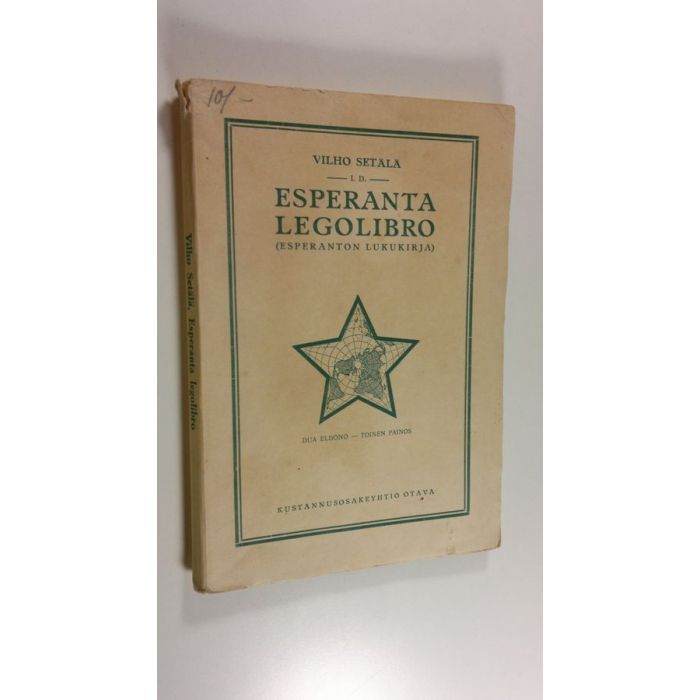 10/-
VILHO SETÄLÄ
I. D.
ESPERANTA
LEGOLIBRO
(ESPERANTON LUKUKIRJA)
DUA ELDONO — TOINEN PAINOS
KUSTANNUSOSAKEYHTIÖ OTAVA
Vilho Setälä, Esperanta legolibro